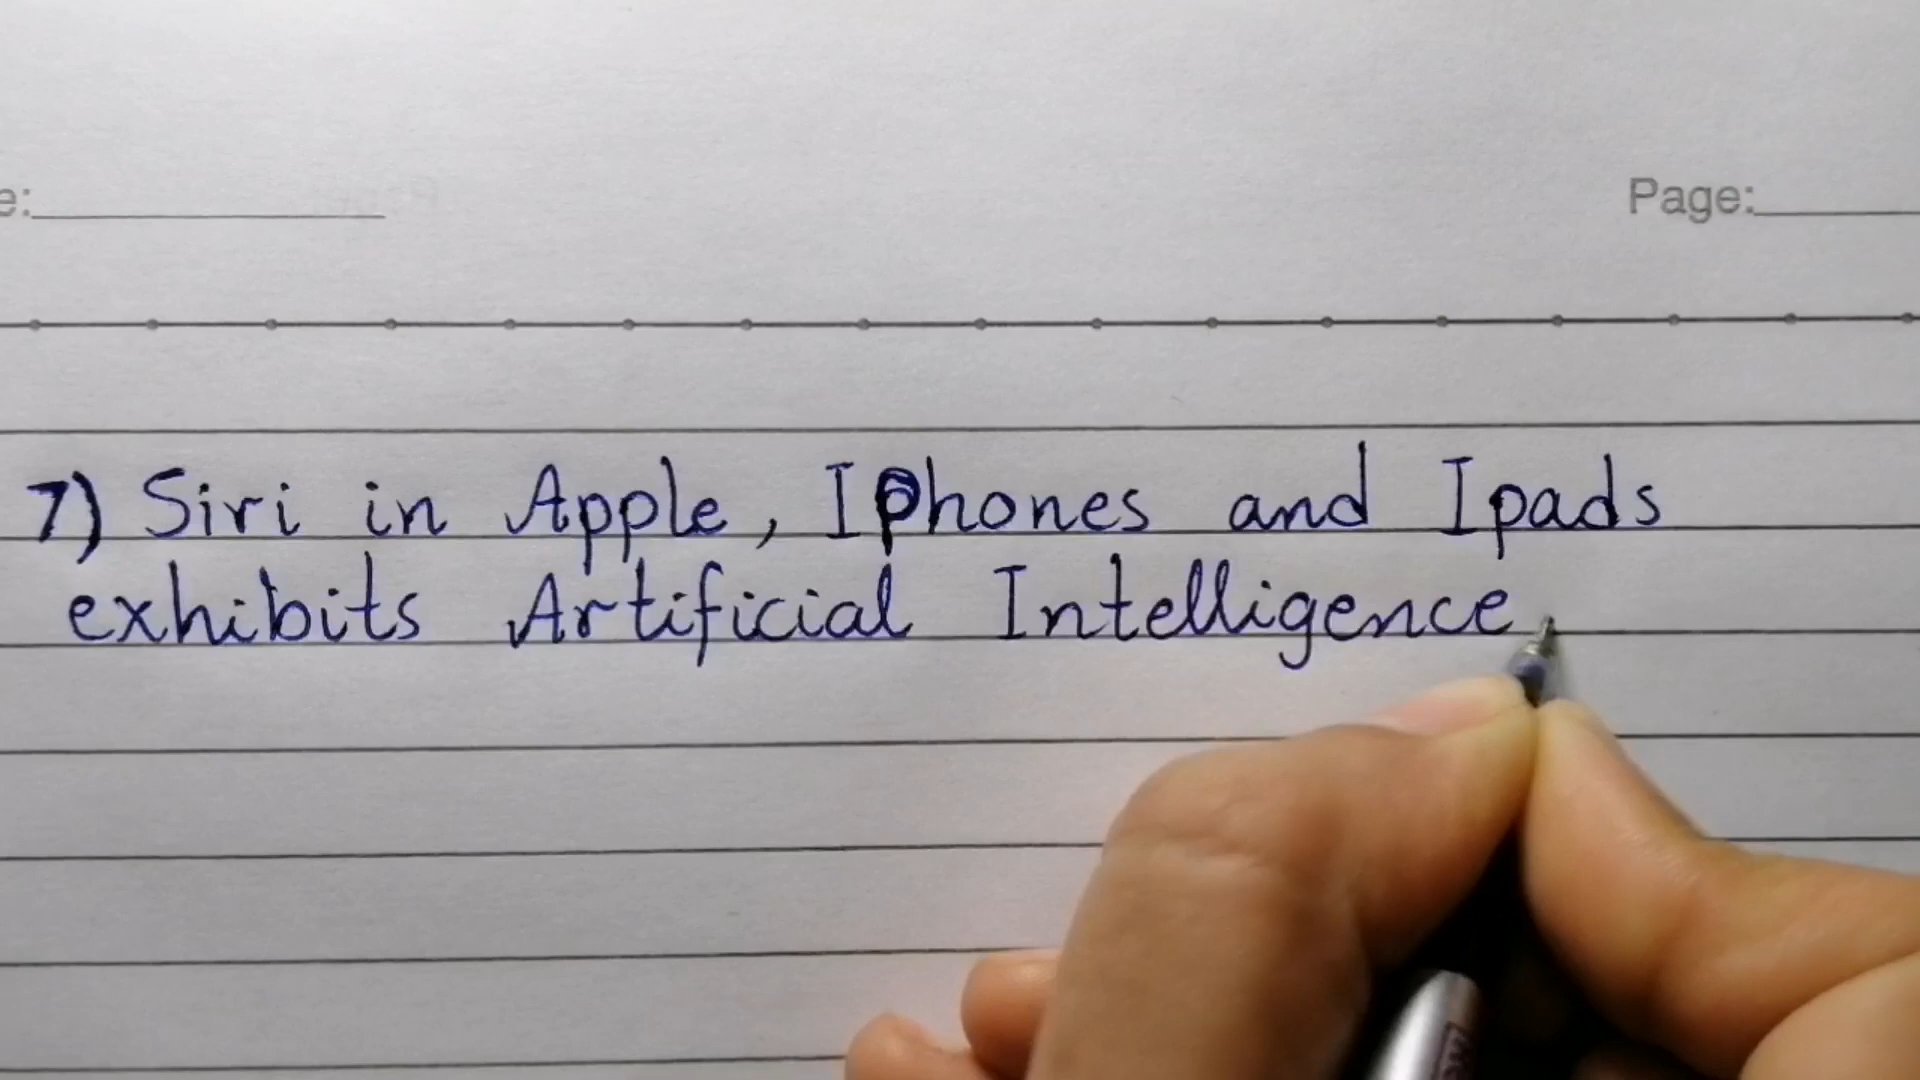 e:
Page:
7) Siri in Apple, IPhones and Ipads
exhibits Artificial Intelligence